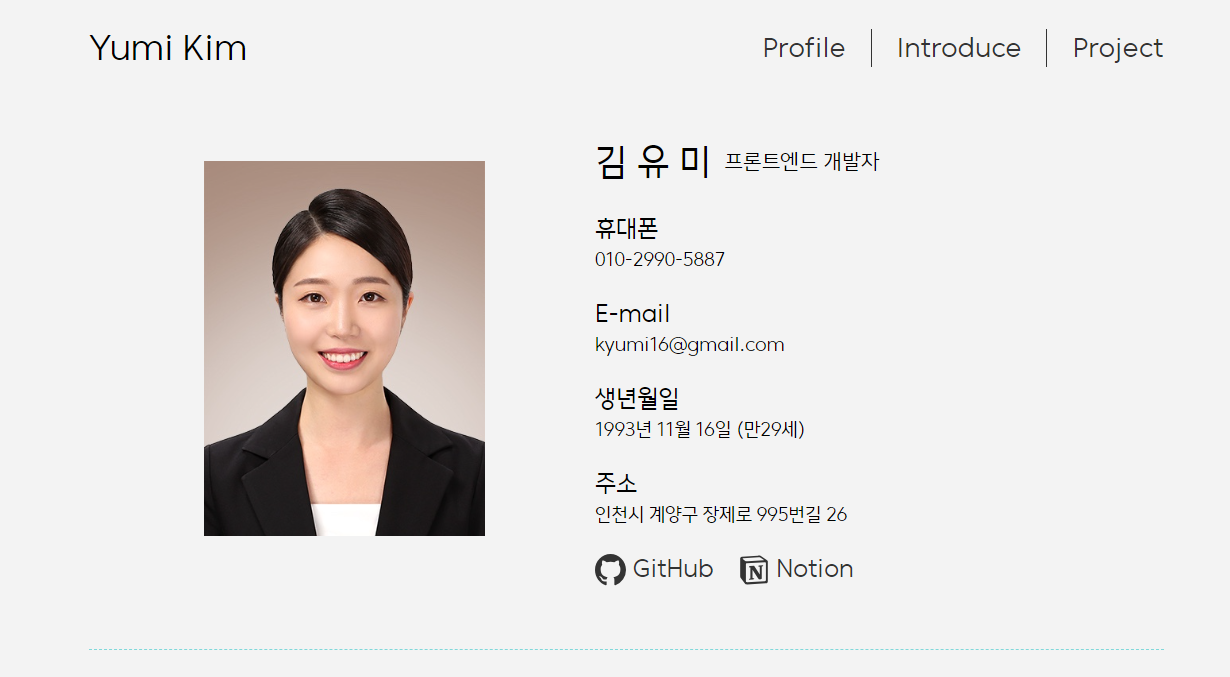 Yumi Kim
Profile
Introduce
Project
김 유 미 프론트엔드 개발자
휴대폰
010-2990-5887
E-mail
kyumi16@gmail.com
생년월일
1993년 11월 16일 (만29세)
주소
인천시 계양구 장제로 995번길 26
GitHub
N Notion